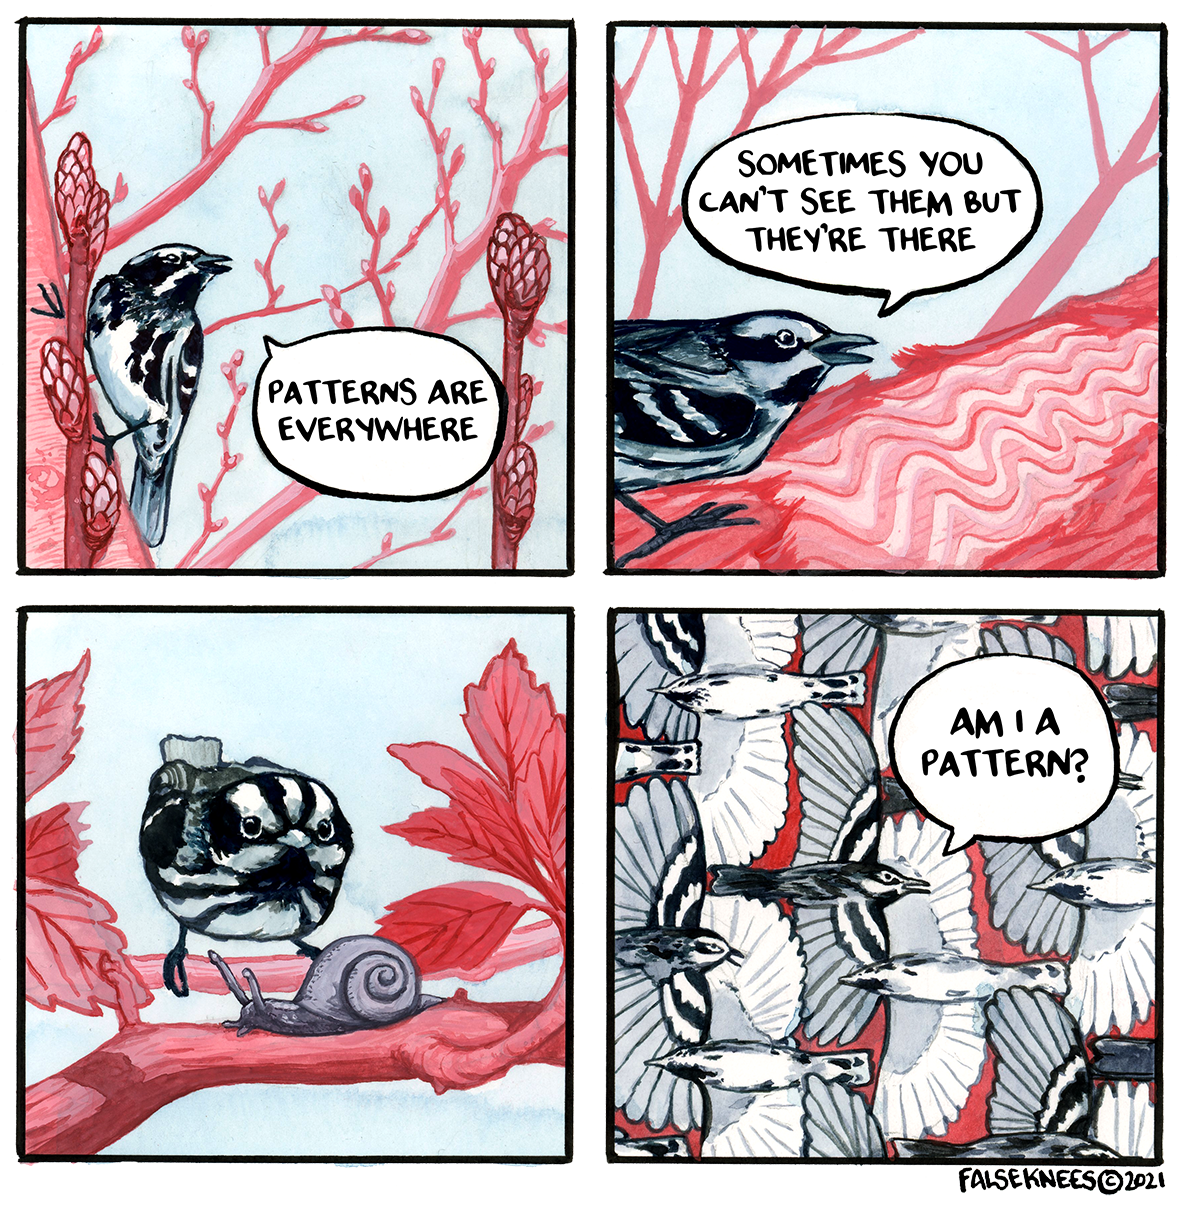 PATTERNS ARE
EVERYWHERE
SOMETIMES YOU
CAN'T SEE THEM BUT
THEY'RE THERE
AM I A
PATTERN?
FALSEKNEES©2021